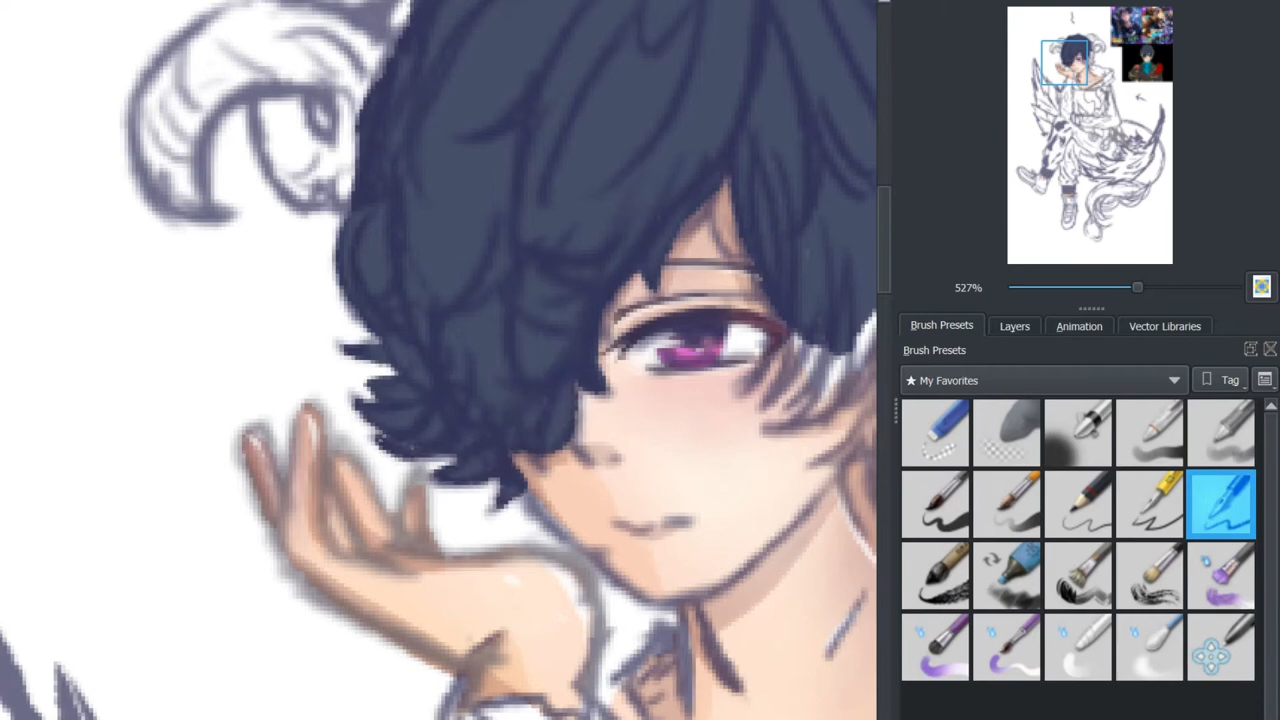 527%
Brush Presets
Layers
Animation
Vector Libraries
Brush Presets
★ My Favorites
Tag